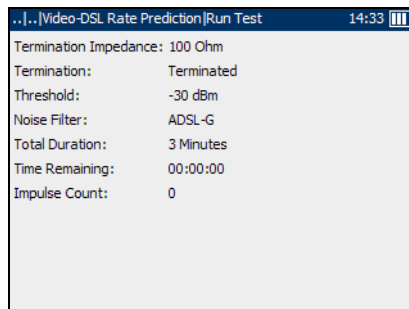 ..|..|Video-DSL Rate Prediction|Run Test 14:33
Termination Impedance: 100 Ohm
Termination: Terminated
Threshold: -30 dBm
Noise Filter: ADSL-G
Total Duration: 3 Minutes
Time Remaining: 00:00:00
Impulse Count: 0